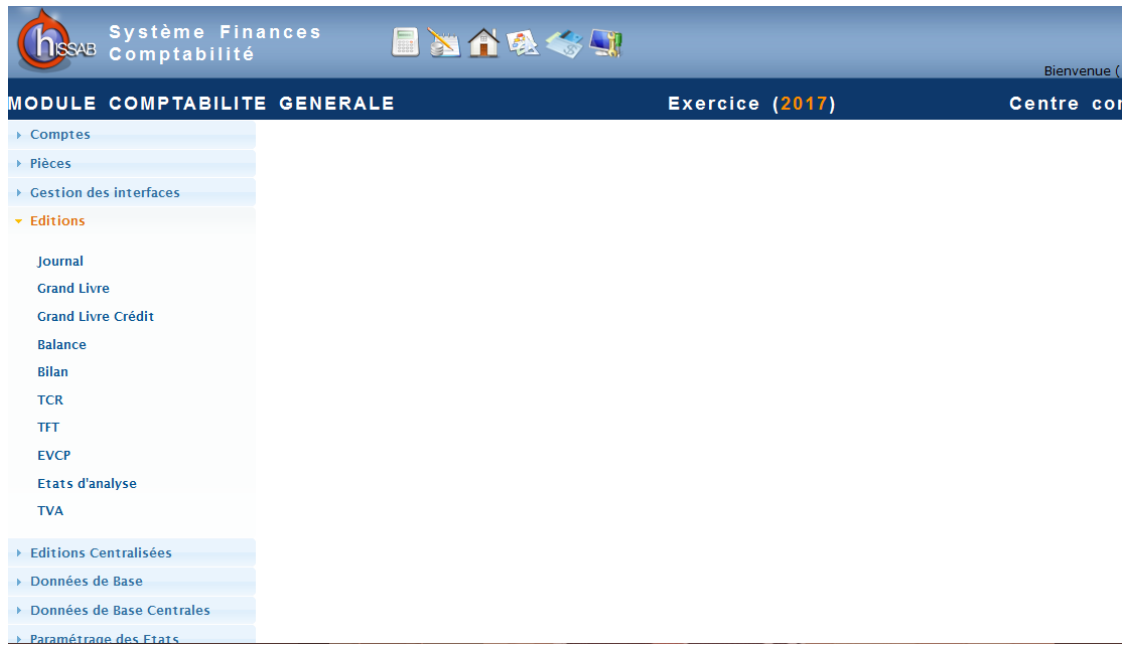 hISSAB
Système Finances
Comptabilité
Bienvenue (
MODULE COMPTABILITE GENERALE
Exercice (2017)
Centre cor
Comptes
Pièces
Gestion des interfaces
Editions
Journal
Grand Livre
Grand Livre Crédit
Balance
Bilan
TCR
TFT
EVCP
Etats d'analyse
TVA
Editions Centralisées
Données de Base
Données de Base Centrales
Paramétrage des Etats